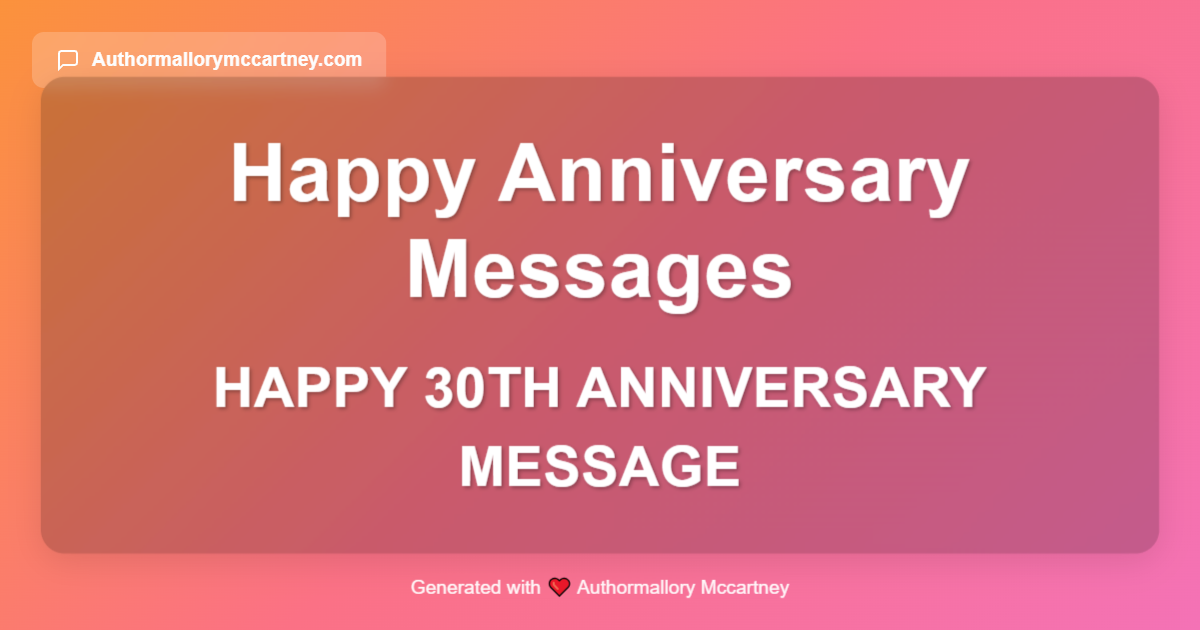 Authormallorymccartney.com
Happy Anniversary
Messages
HAPPY 30TH ANNIVERSARY
MESSAGE
Generated with ❤️ Authormallory Mccartney